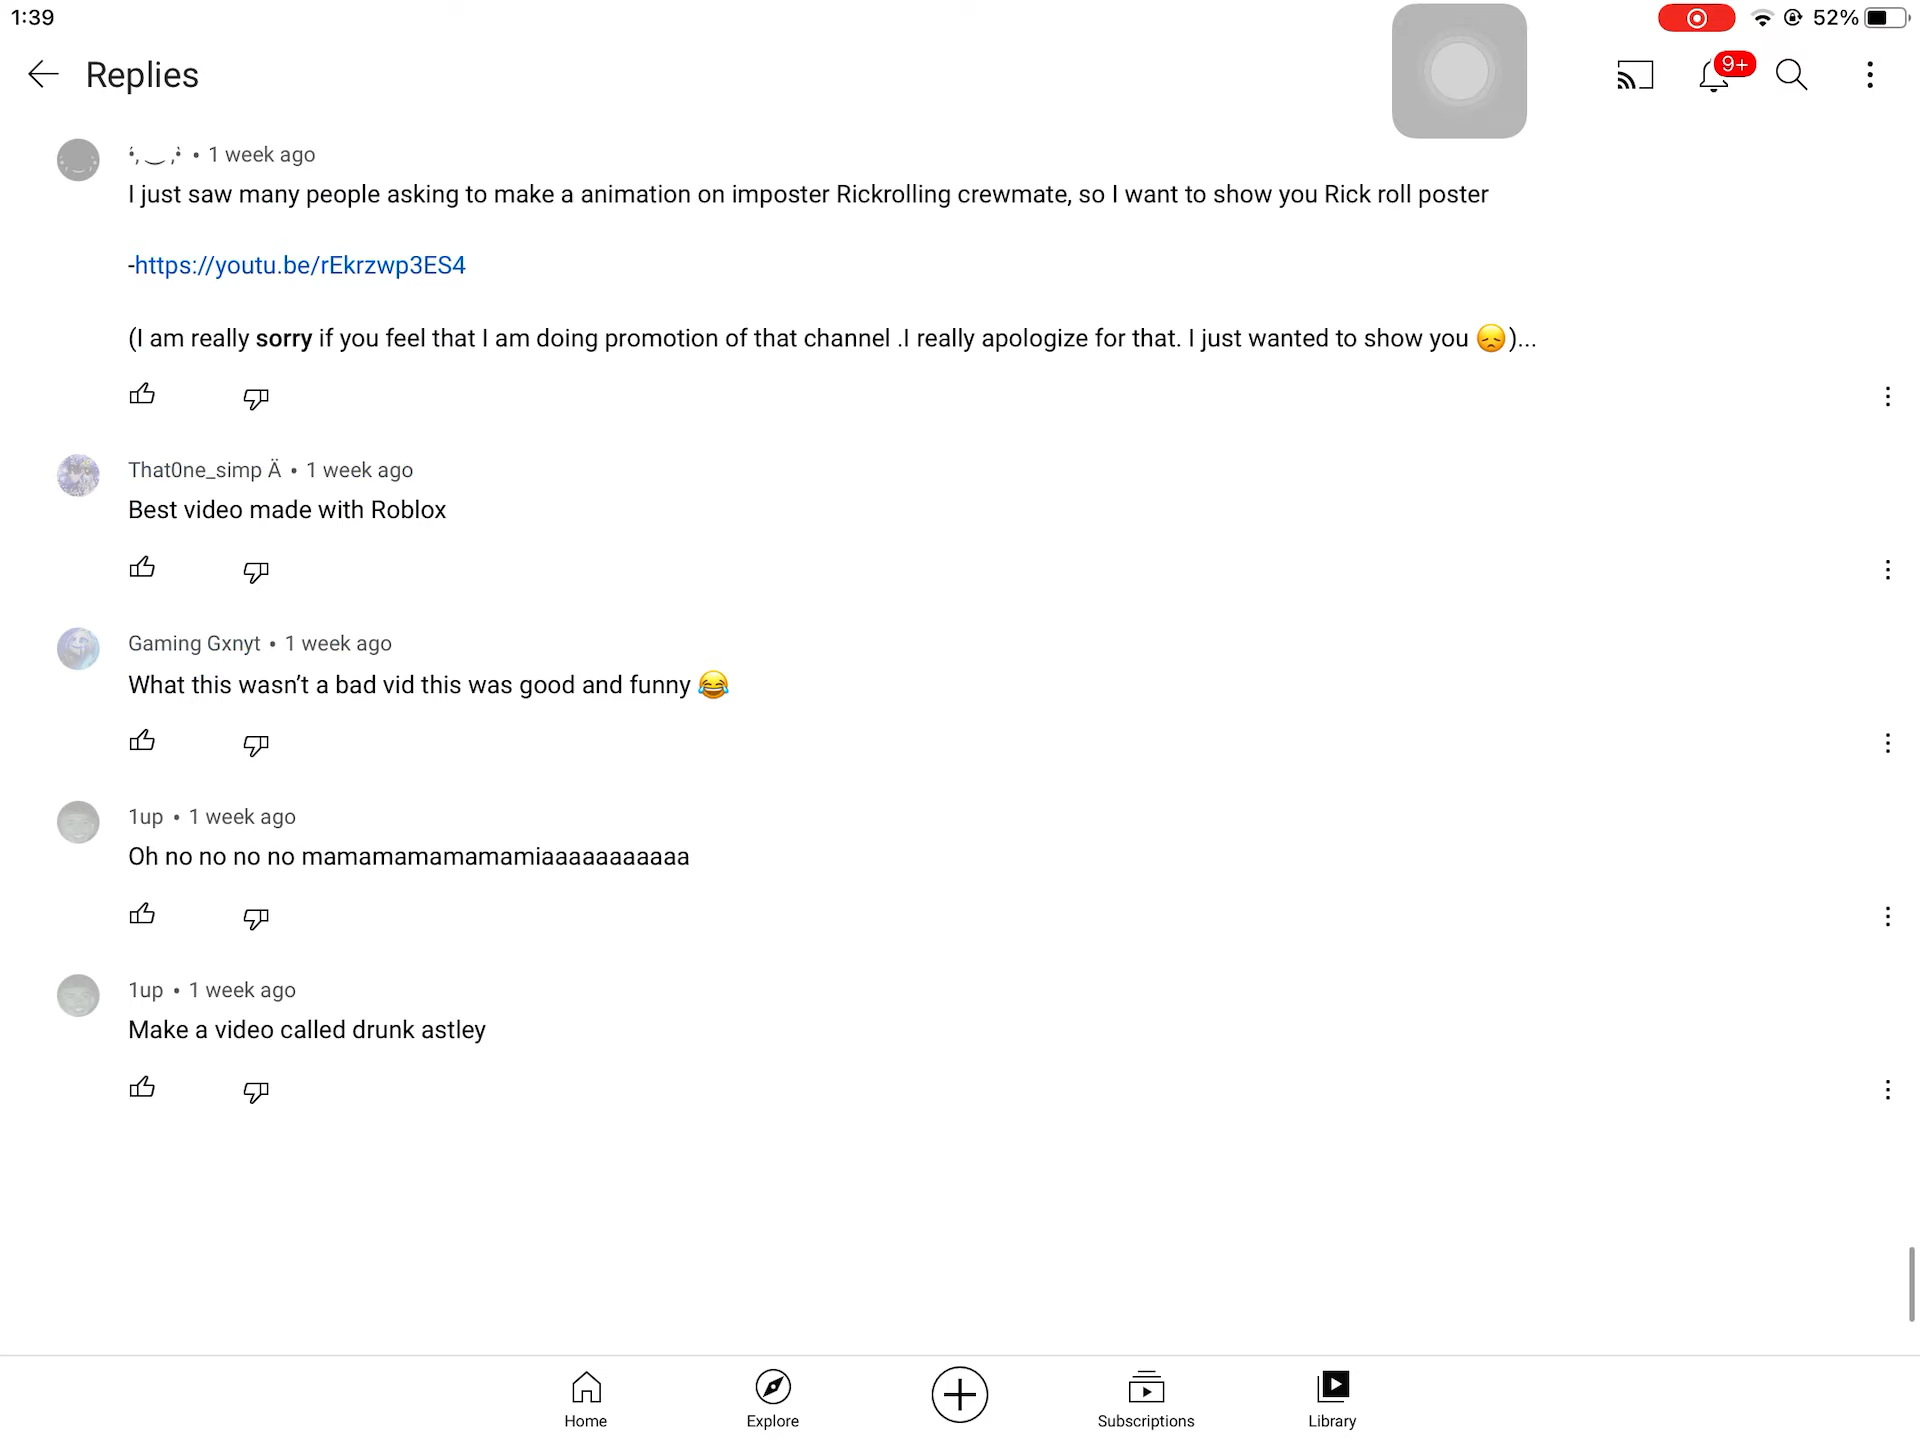 1:39
52%
Replies
9+
• 1 week ago
I just saw many people asking to make a animation on imposter Rickrolling crewmate, so I want to show you Rick roll poster
-https://youtu.be/rEkrzwp3ES4
(I am really sorry if you feel that I am doing promotion of that channel .I really apologize for that. I just wanted to show you 😞)...
That0ne_simp Ä • 1 week ago
Best video made with Roblox
Gaming Gxnyt • 1 week ago
What this wasn’t a bad vid this was good and funny 😂
1up • 1 week ago
Oh no no no no mamamamamamamiaaaaaaaaaaa
1up • 1 week ago
Make a video called drunk astley
Home
Explore
Subscriptions
Library